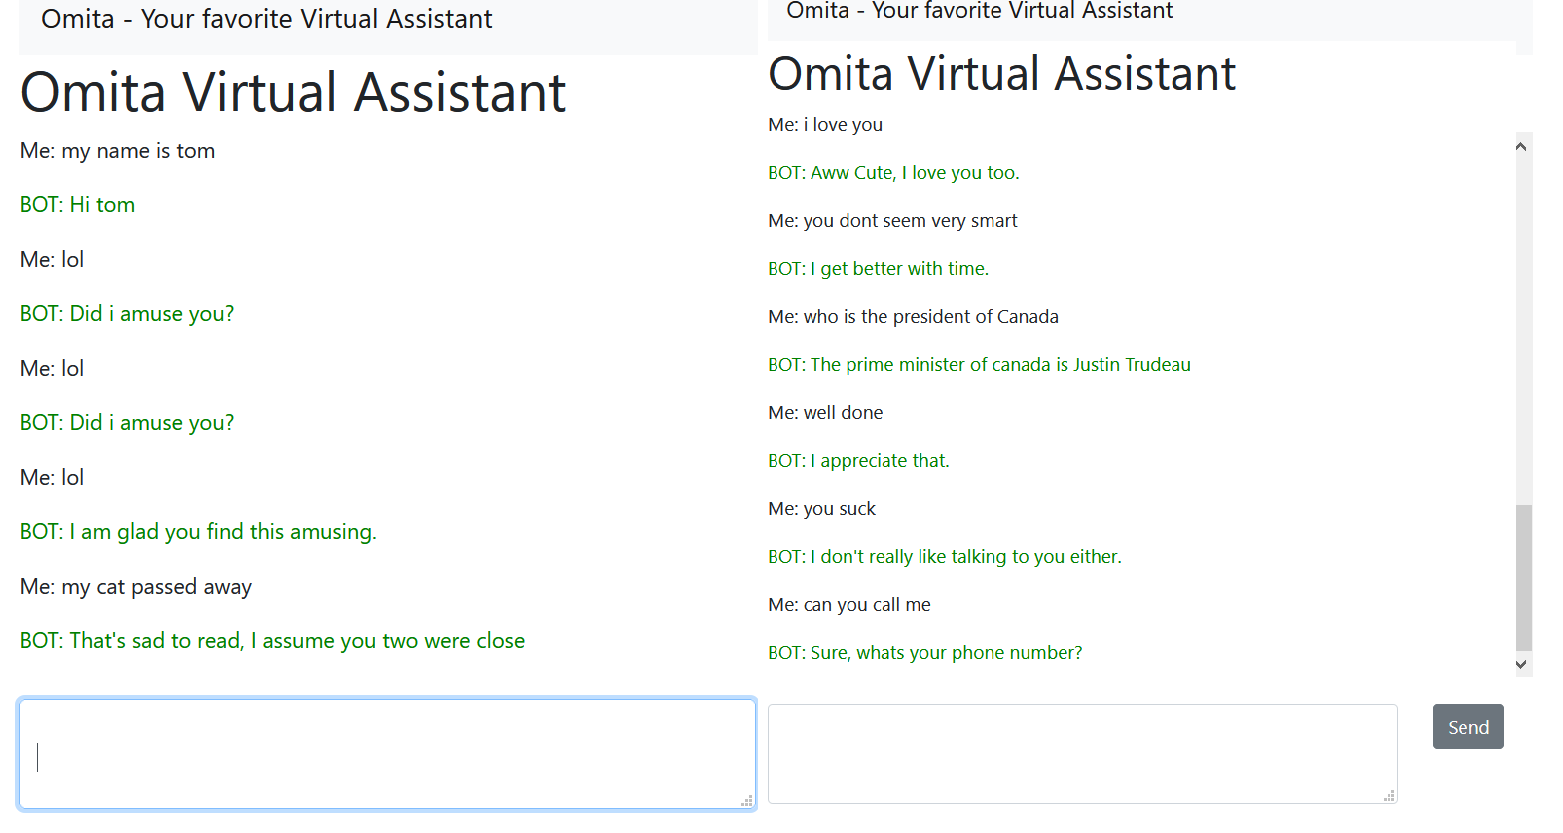 Omita - Your favorite Virtual Assistant
Omita Virtual Assistant
Me: my name is tom
BOT: Hi tom
Me: lol
BOT: Did i amuse you?
Me: lol
BOT: Did i amuse you?
Me: lol
BOT: I am glad you find this amusing.
Me: my cat passed away
BOT: That's sad to read, I assume you two were close
Omita - Your favorite Virtual Assistant
Omita Virtual Assistant
Me: i love you
BOT: Aww Cute, I love you too.
Me: you dont seem very smart
BOT: I get better with time.
Me: who is the president of Canada
BOT: The prime minister of canada is Justin Trudeau
Me: well done
BOT: I appreciate that.
Me: you suck
BOT: I don't really like talking to you either.
Me: can you call me
BOT: Sure, whats your phone number?
Send